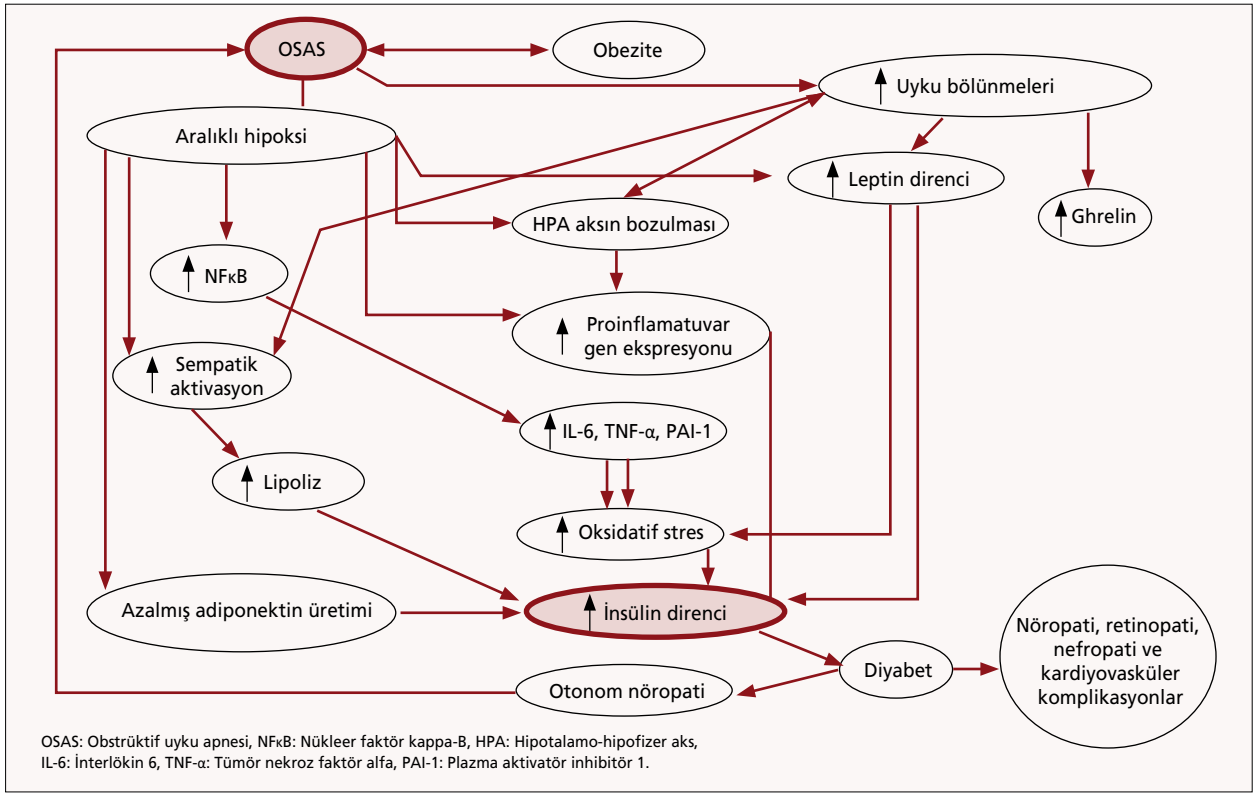 OSAS
Obezite
Uyku bölünmeleri
Aralıklı hipoksi
Leptin direnci
Ghrelin
HPA aksın bozulması
NFκB
Proinflamatuvar
gen ekspresyonu
Sempatik
aktivasyon
IL-6, TNF-α, PAI-1
Lipoliz
Oksidatif stres
Azalmış adiponektin üretimi
İnsülin direnci
Nöropati, retinopati,
nefropati ve
kardiyovasküler
komplikasyonlar
Diyabet
Otonom nöropati
OSAS: Obstrüktif uyku apnesi, NFκB: Nükleer faktör kappa-B, HPA: Hipotalamo-hipofizer aks,
IL-6: İnterlökin 6, TNF-α: Tümör nekroz faktör alfa, PAI-1: Plazma aktivatör inhibitör 1.